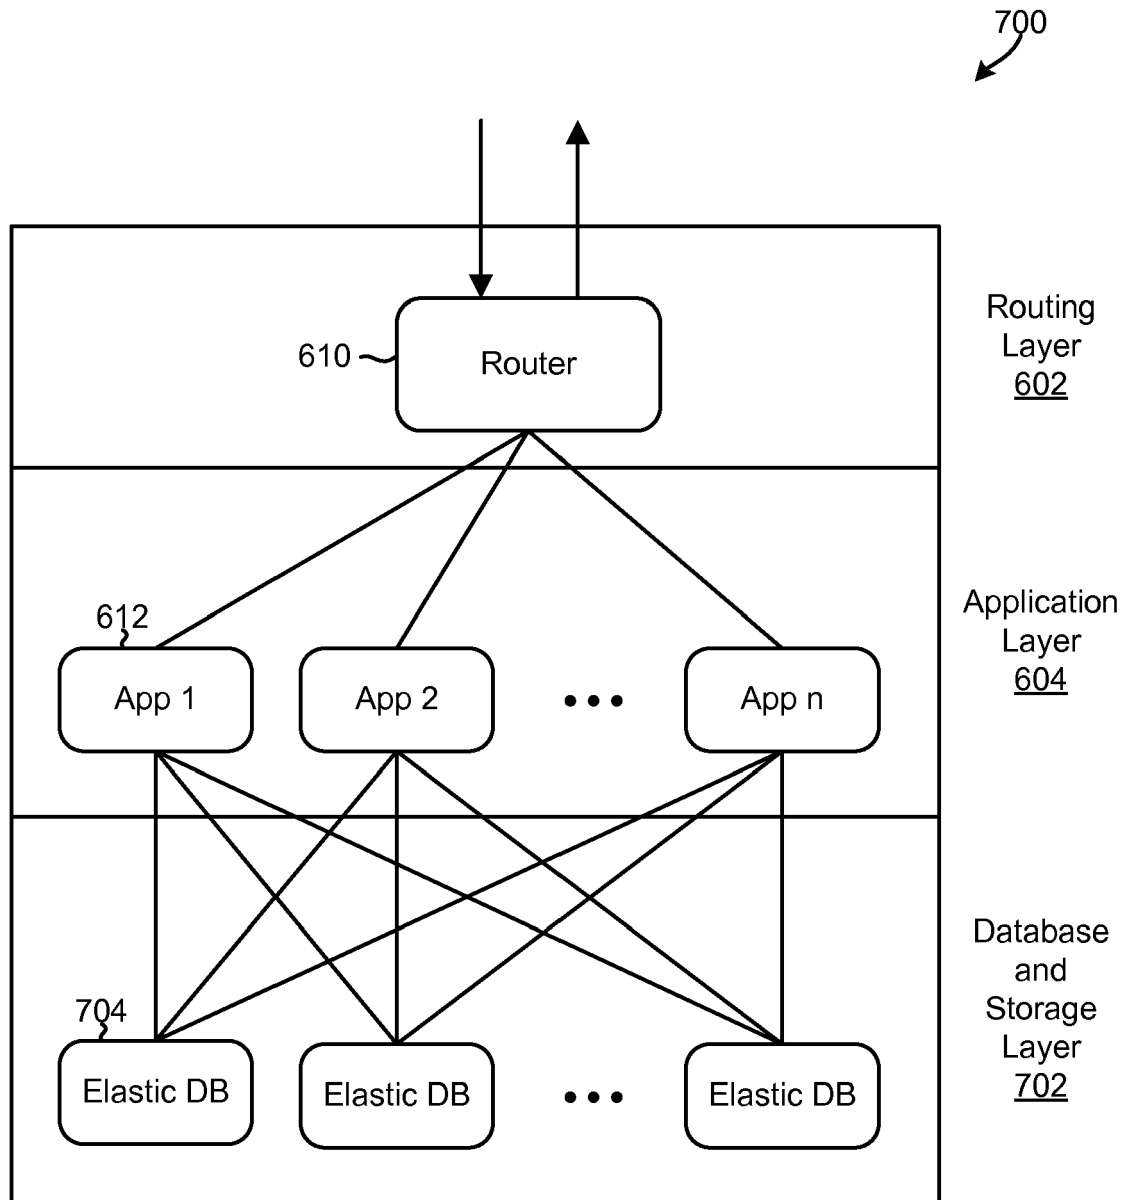 700
610
Router
Routing
Layer
602
612
App 1
App 2
•••
App n
Application
Layer
604
704
Elastic DB
Elastic DB
•••
Elastic DB
Database
and
Storage
Layer
702